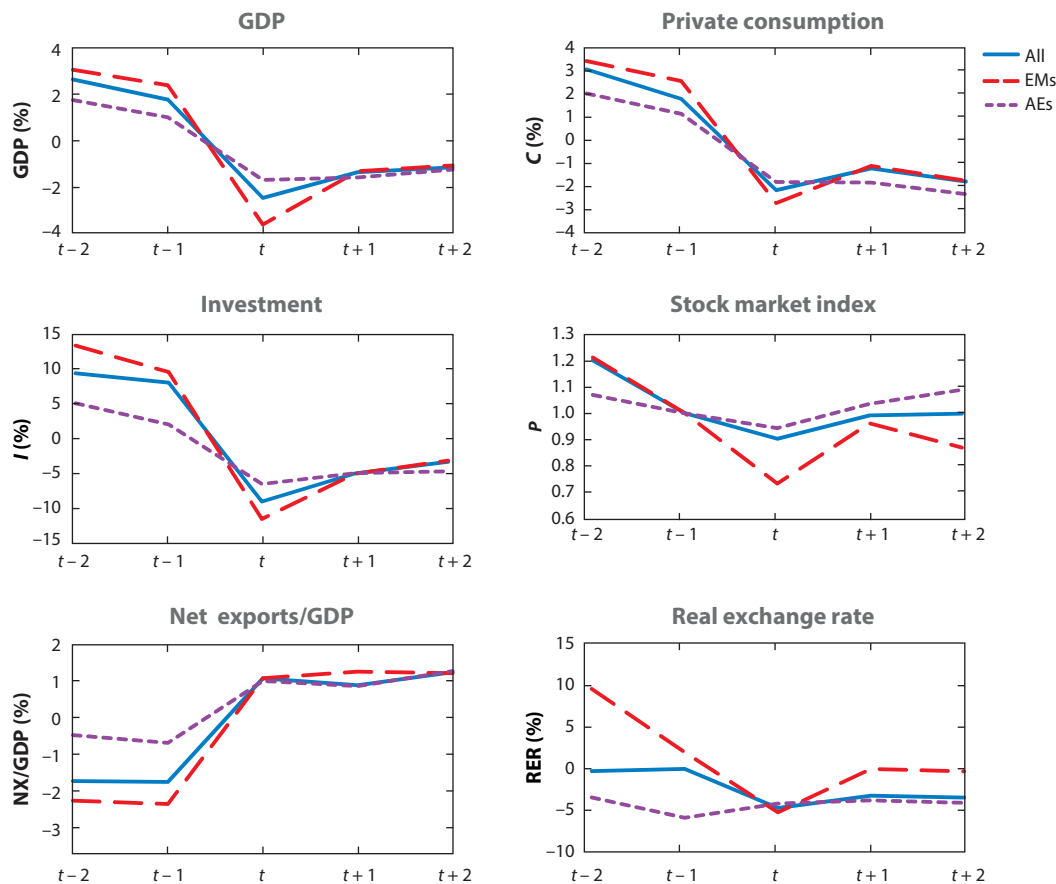 GDP
GDP (%)
4
2
0
−2
−4
t − 2 t − 1 t t + 1 t + 2
Private consumption
C (%)
4
3
2
1
0
−1
−2
−3
−4
t − 2 t − 1 t t + 1 t + 2
All
EMs
AEs
Investment
I (%)
15
10
5
0
−5
−10
−15
t − 2 t − 1 t t + 1 t + 2
Stock market index
P
1.3
1.2
1.1
1.0
0.9
0.8
0.7
0.6
t − 2 t − 1 t t + 1 t + 2
Net exports/GDP
NX/GDP (%)
2
1
0
−1
−2
−3
t − 2 t − 1 t t + 1 t + 2
Real exchange rate
RER (%)
15
10
5
0
−5
−10
t − 2 t − 1 t t + 1 t + 2